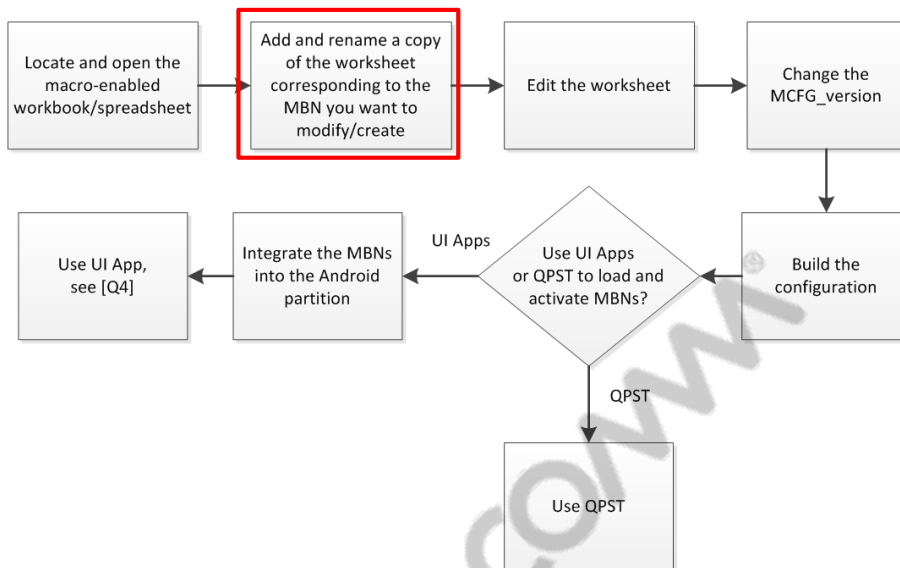 Locate and open the
macro-enabled
workbook/spreadsheet
Add and rename a copy
of the worksheet
corresponding to the
MBN you want to
modify/create
Edit the worksheet
Change the
MCFG_version
Use UI App,
see [Q4]
Integrate the MBNs
into the Android
partition
UI Apps
Use UI Apps
or QPST to load and
activate MBNs?
Build the
configuration
QPST
Use QPST
COMM
®